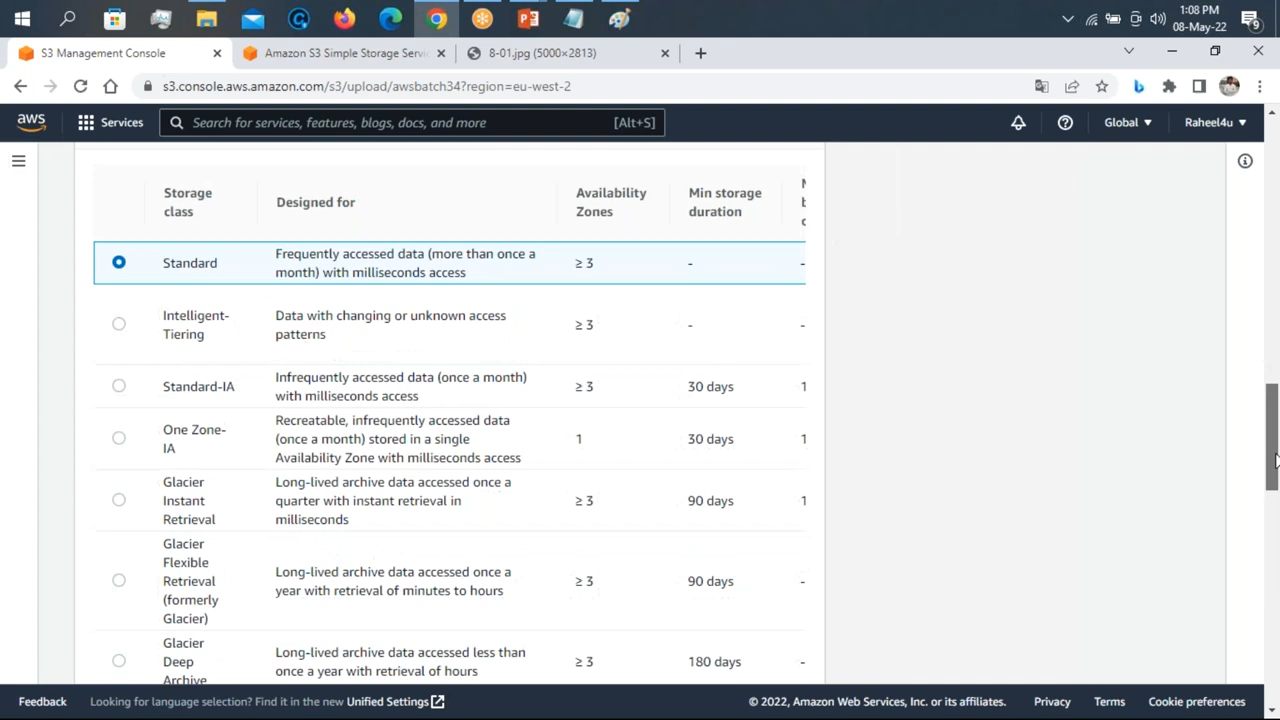 1:08 PM
08-May-22
9
S3 Management Console
Amazon S3 Simple Storage Servi
8-01.jpg (5000×2813)
s3.console.aws.amazon.com/s3/upload/awsbatch34?region=eu-west-2
aws
Services
Search for services, features, blogs, docs, and more
[Alt+S]
Global
Raheel4u
Storage
class
Designed for
Availability
Zones
Min storage
duration
Standard
Frequently accessed data (more than once a
month) with milliseconds access
≥ 3
-
-
Intelligent-
Tiering
Data with changing or unknown access
patterns
≥ 3
-
-
Standard-IA
Infrequently accessed data (once a month)
with milliseconds access
≥ 3
30 days
1
One Zone-
IA
Recreatable, infrequently accessed data
(once a month) stored in a single
Availability Zone with milliseconds access
1
30 days
1
Glacier
Instant
Retrieval
Long-lived archive data accessed once a
quarter with instant retrieval in
milliseconds
≥ 3
90 days
1
Glacier
Flexible
Retrieval
(formerly
Glacier)
Long-lived archive data accessed once a
year with retrieval of minutes to hours
≥ 3
90 days
-
Glacier
Deep
Archive
Long-lived archive data accessed less than
once a year with retrieval of hours
≥ 3
180 days
-
Feedback
Looking for language selection? Find it in the new Unified Settings
© 2022, Amazon Web Services, Inc. or its affiliates.
Privacy
Terms
Cookie preferences